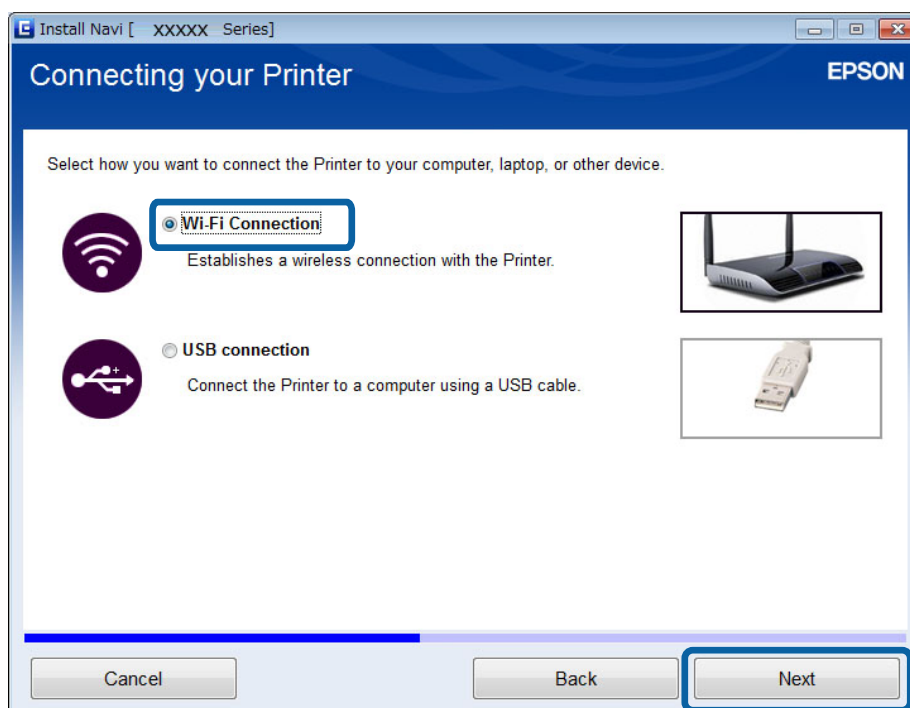 Install Navi [ XXXXX Series]
Connecting your Printer
EPSON
Select how you want to connect the Printer to your computer, laptop, or other device.
Wi-Fi Connection
Establishes a wireless connection with the Printer.
USB connection
Connect the Printer to a computer using a USB cable.
Cancel
Back
Next